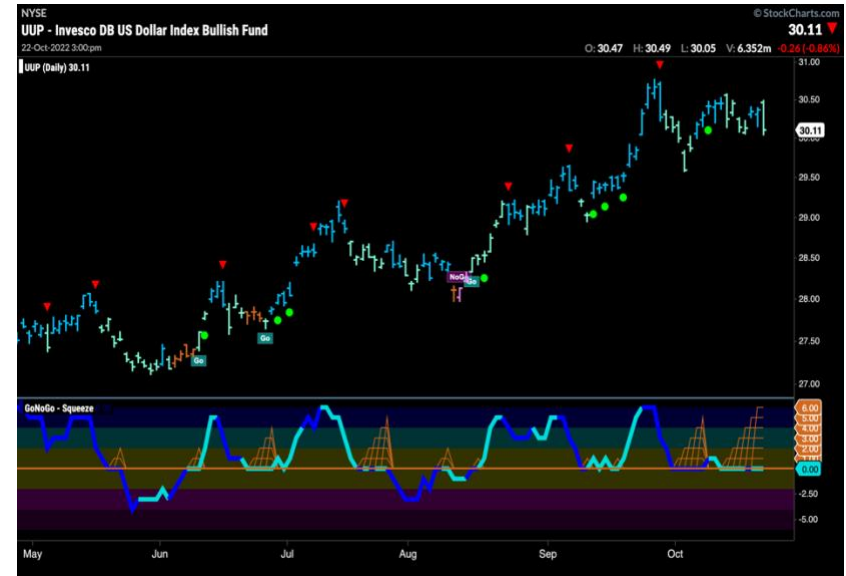 NYSE
© StockCharts.com
UUP - Invesco DB US Dollar Index Bullish Fund
30.11
22-Oct-2022 3:00:pm
O: 30.47 H: 30.49 L: 30.05 V: 6.352m -0.26 (-0.86%)
UUP (Daily) 30.11
31.00
30.50
30.11
30.00
29.50
29.00
28.50
28.00
27.50
27.00
NoGo
Go
Go
Go
GoNoGo - Squeeze
6.00
5.00
4.00
3.00
2.00
1.00
0.00
-2.50
-5.00
May Jun Jul Aug Sep Oct